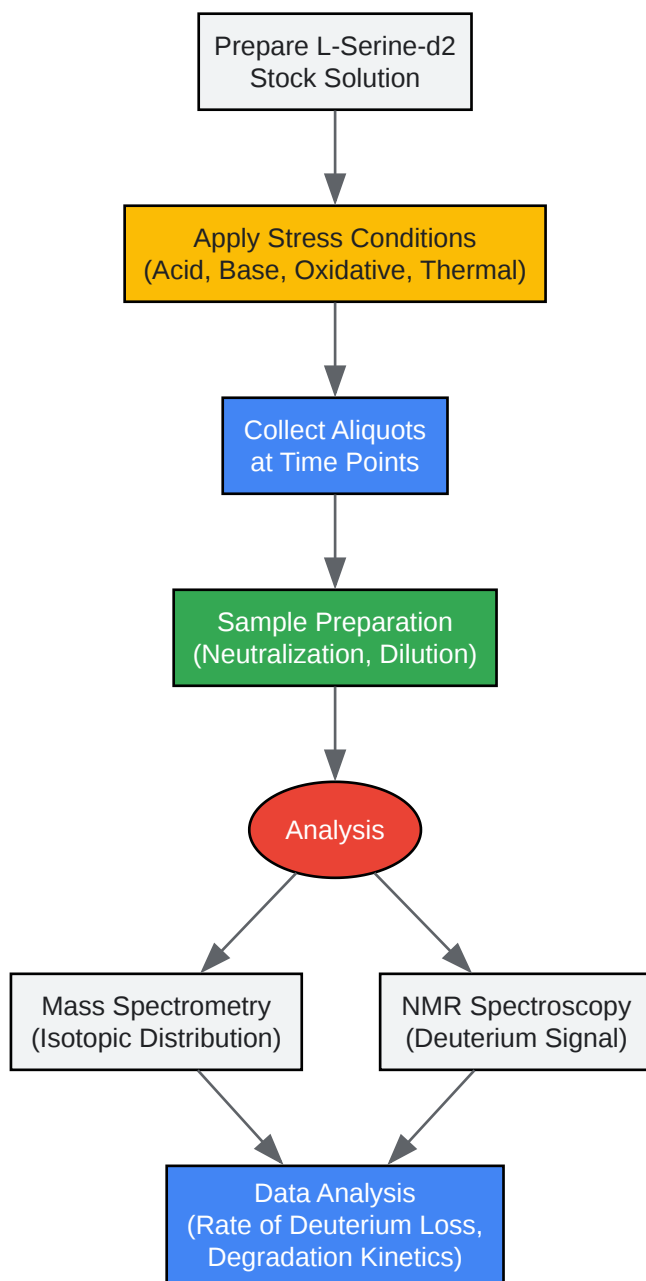 Prepare L-Serine-d2
Stock Solution
Apply Stress Conditions
(Acid, Base, Oxidative, Thermal)
Collect Aliquots
at Time Points
Sample Preparation
(Neutralization, Dilution)
Analysis
Mass Spectrometry
(Isotopic Distribution)
NMR Spectroscopy
(Deuterium Signal)
Data Analysis
(Rate of Deuterium Loss,
Degradation Kinetics)